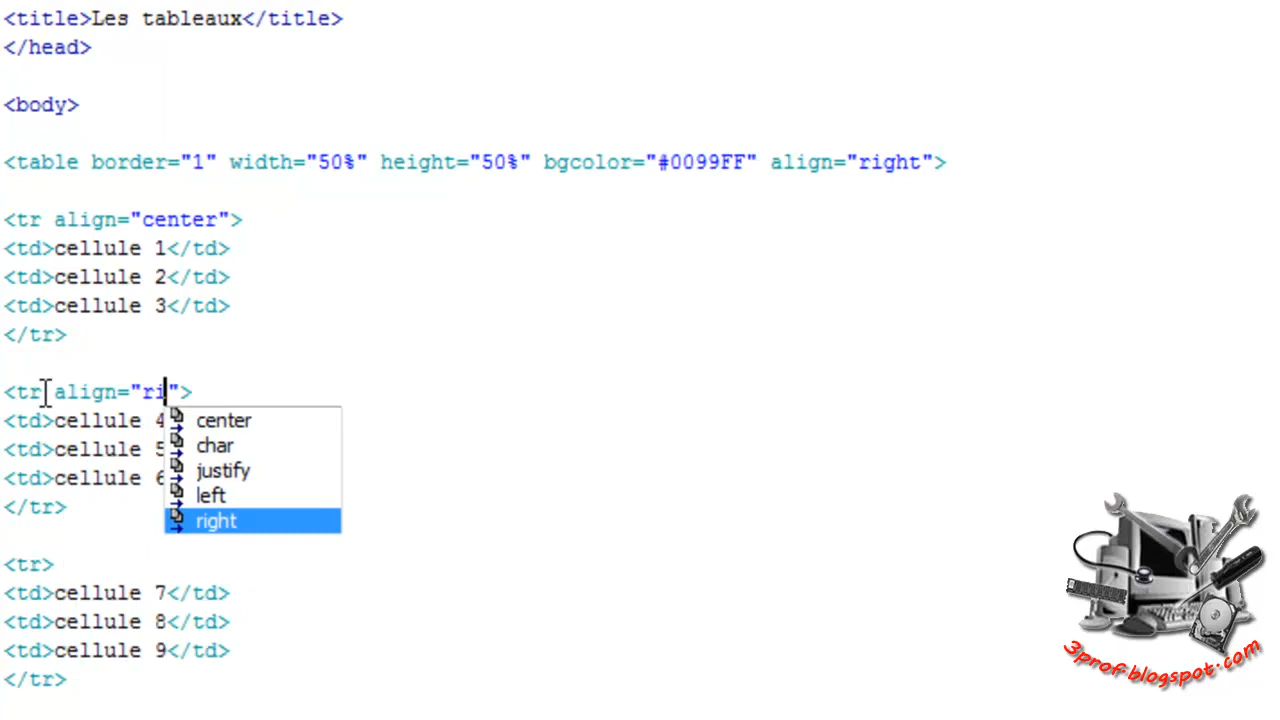 <title>Les tableaux</title>
</head>
<body>
<table border="1" width="50%" height="50%" bgcolor="#0099FF" align="right">
<tr align="center">
<td>cellule 1</td>
<td>cellule 2</td>
<td>cellule 3</td>
</tr>
<tr align="ri">
<td>cellule 4
center
char
<td>cellule 5
justify
<td>cellule 6
left
</tr>
right
<tr>
<td>cellule 7</td>
<td>cellule 8</td>
<td>cellule 9</td>
</tr>
3prof.blogspot.com